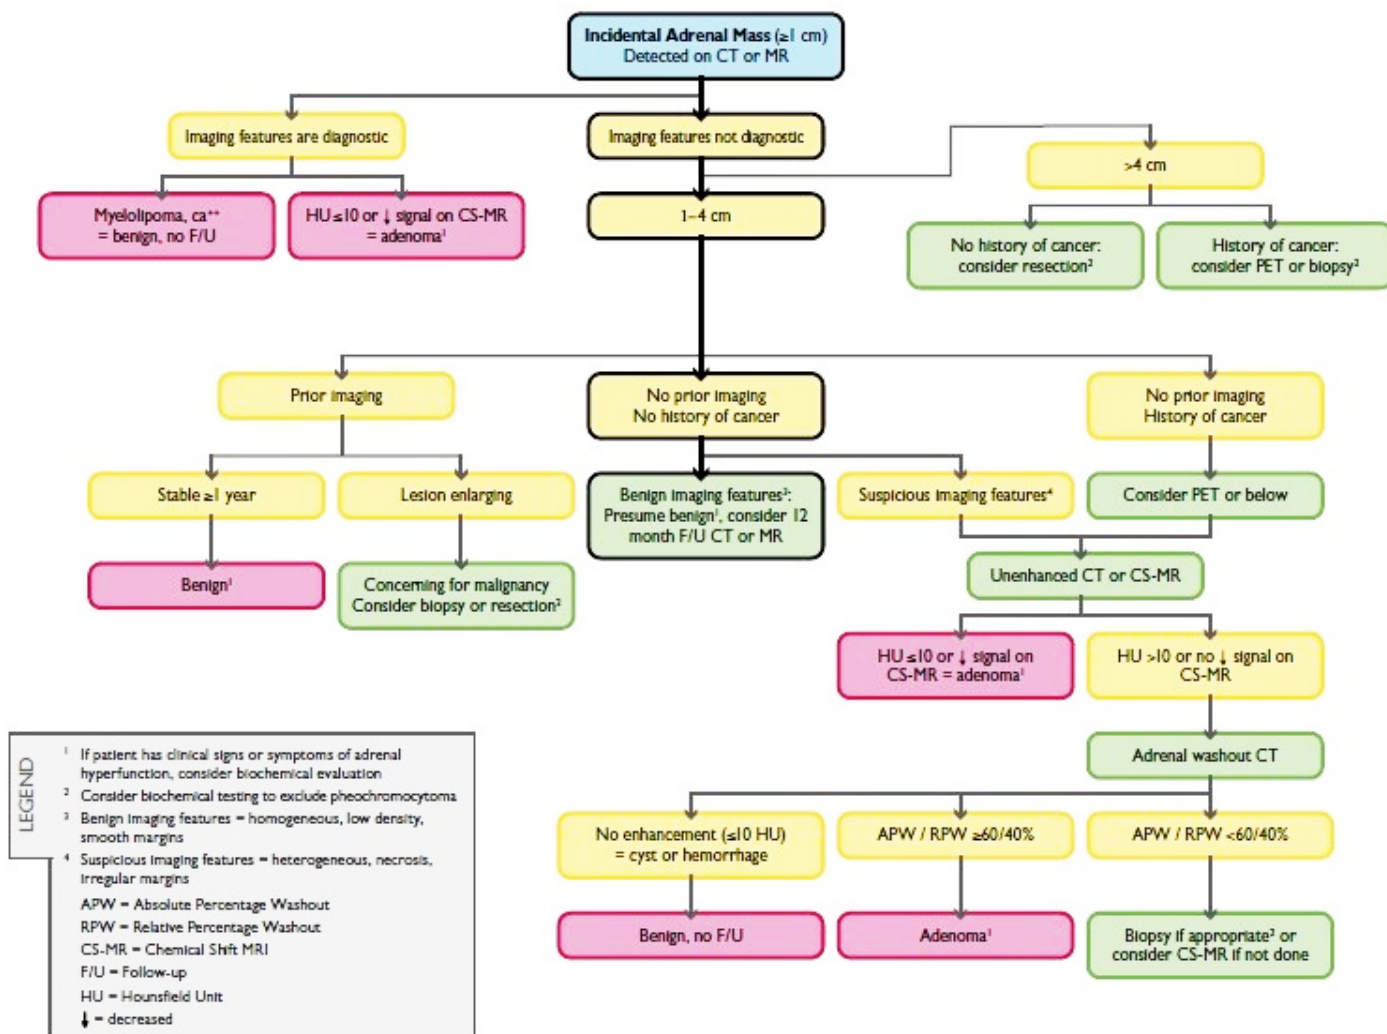 Incidental Adrenal Mass (≥1 cm)
Detected on CT or MR
Imaging features are diagnostic
Imaging features not diagnostic
>4 cm
Myelolipoma, ca⁺⁺
= benign, no F/U
HU ≤10 or ↓ signal on CS-MR
= adenoma¹
1–4 cm
No history of cancer:
consider resection²
History of cancer:
consider PET or biopsy²
Prior imaging
No prior imaging
No history of cancer
No prior imaging
History of cancer
Stable ≥1 year
Lesion enlarging
Benign imaging features³:
Presume benign¹, consider 12
month F/U CT or MR
Suspicious imaging features⁴
Consider PET or below
Benign¹
Concerning for malignancy
Consider biopsy or resection²
Unenhanced CT or CS-MR
HU ≤10 or ↓ signal on
CS-MR = adenoma¹
HU >10 or no ↓ signal on
CS-MR
Adrenal washout CT
No enhancement (≤10 HU)
= cyst or hemorrhage
APW / RPW ≥60/40%
APW / RPW <60/40%
Benign, no F/U
Adenoma¹
Biopsy if appropriate² or
consider CS-MR if not done
LEGEND
¹ If patient has clinical signs or symptoms of adrenal
hyperfunction, consider biochemical evaluation
² Consider biochemical testing to exclude pheochromocytoma
³ Benign imaging features = homogeneous, low density,
smooth margins
⁴ Suspicious imaging features = heterogeneous, necrosis,
irregular margins
APW = Absolute Percentage Washout
RPW = Relative Percentage Washout
CS-MR = Chemical Shift MRI
F/U = Follow-up
HU = Hounsfield Unit
↓ = decreased